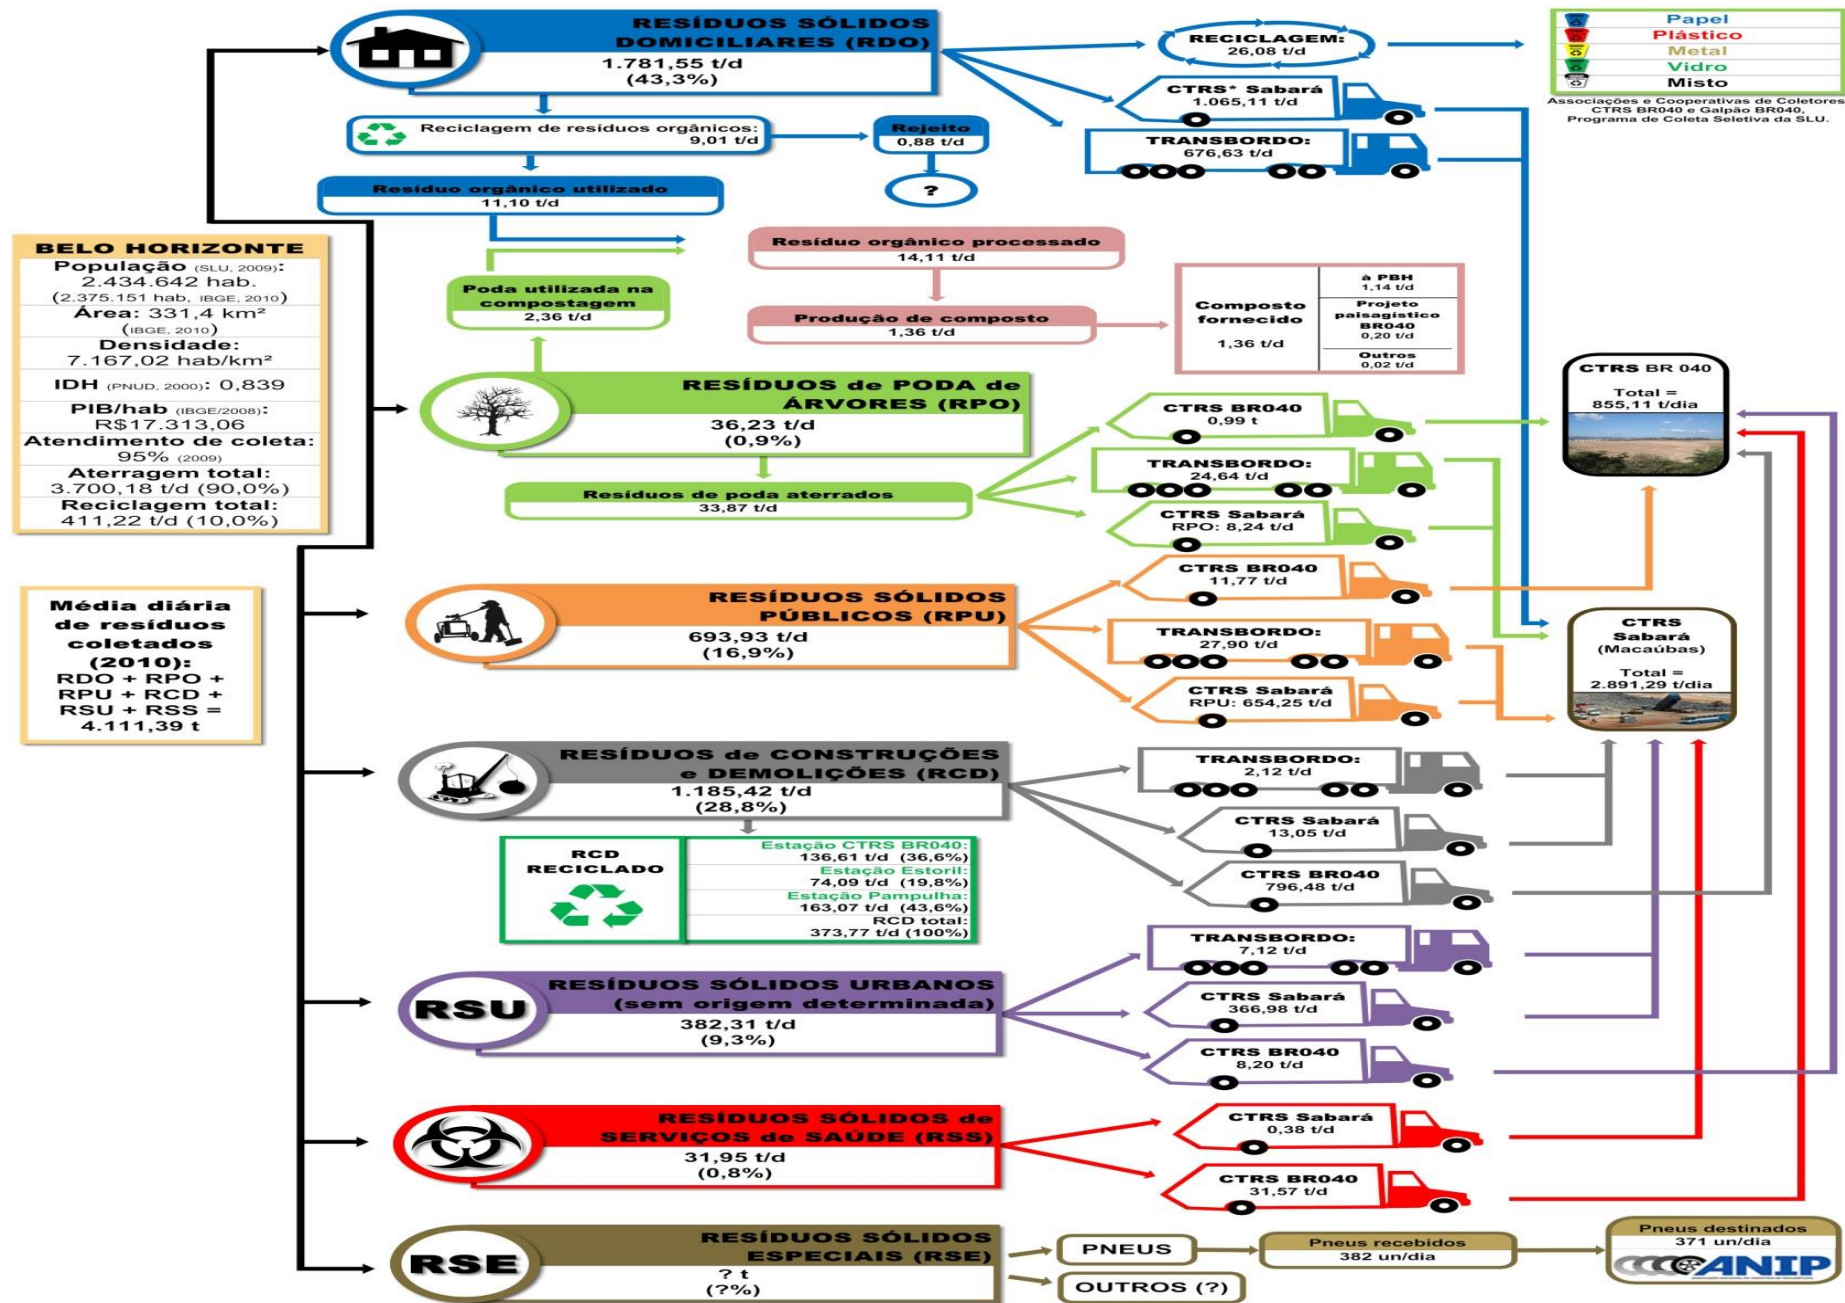 RESÍDUOS SÓLIDOS
DOMICILIARES (RDO)
1.781,55 t/d
(43,3%)
RECICLAGEM:
26,08 t/d
CTRS* Sabará
1.065,11 t/d
TRANSBORDO:
676,63 t/d
Papel
Plástico
Metal
Vidro
Misto
Associações e Cooperativas de Coletores
CTRS BR040 e Galpão BR040,
Programa de Coleta Seletiva da SLU.
Reciclagem de resíduos orgânicos:
9,01 t/d
Rejeito
0,88 t/d
?
Resíduo orgânico utilizado
11,10 t/d
BELO HORIZONTE
População (SLU, 2009):
2.434.642 hab.
(2.375.151 hab, IBGE, 2010)
Área: 331,4 km²
(IBGE, 2010)
Densidade:
7.167,02 hab/km²
IDH (PNUD, 2000): 0,839
PIB/hab (IBGE/2008):
R$17.313,06
Atendimento de coleta:
95% (2009)
Aterragem total:
3.700,18 t/d (90,0%)
Reciclagem total:
411,22 t/d (10,0%)
Média diária
de resíduos
coletados
(2010):
RDO + RPO +
RPU + RCD +
RSU + RSS =
4.111,39 t
Poda utilizada na
compostagem
2,36 t/d
Resíduo orgânico processado
14,11 t/d
Produção de composto
1,36 t/d
Composto
fornecido
1,36 t/d
à PBH
1,14 t/d
Projeto
paisagístico
BR040
0,20 t/d
Outros
0,02 t/d
RESÍDUOS de PODA de
ÁRVORES (RPO)
36,23 t/d
(0,9%)
Resíduos de poda aterrados
33,87 t/d
CTRS BR040
0,99 t
TRANSBORDO:
24,64 t/d
CTRS Sabará
RPO: 8,24 t/d
CTRS BR 040
Total =
855,11 t/dia
RESÍDUOS SÓLIDOS
PÚBLICOS (RPU)
693,93 t/d
(16,9%)
CTRS BR040
11,77 t/d
TRANSBORDO:
27,90 t/d
CTRS Sabará
RPU: 654,25 t/d
CTRS
Sabará
(Macaúbas)
Total =
2.891,29 t/dia
RESÍDUOS de CONSTRUÇÕES
e DEMOLIÇÕES (RCD)
1.185,42 t/d
(28,8%)
TRANSBORDO:
2,12 t/d
CTRS Sabará
13,05 t/d
CTRS BR040
796,48 t/d
RCD
RECICLADO
Estação CTRS BR040:
136,61 t/d (36,6%)
Estação Estoril:
74,09 t/d (19,8%)
Estação Pampulha:
163,07 t/d (43,6%)
RCD total:
373,77 t/d (100%)
RSU
RESÍDUOS SÓLIDOS URBANOS
(sem origem determinada)
382,31 t/d
(9,3%)
TRANSBORDO:
7,12 t/d
CTRS Sabará
366,98 t/d
CTRS BR040
8,20 t/d
RESÍDUOS SÓLIDOS de
SERVIÇOS de SAÚDE (RSS)
31,95 t/d
(0,8%)
CTRS Sabará
0,38 t/d
CTRS BR040
31,57 t/d
RSE
RESÍDUOS SÓLIDOS
ESPECIAIS (RSE)
? t
(?%)
PNEUS
OUTROS (?)
Pneus recebidos
382 un/dia
Pneus destinados
371 un/dia
ANIP